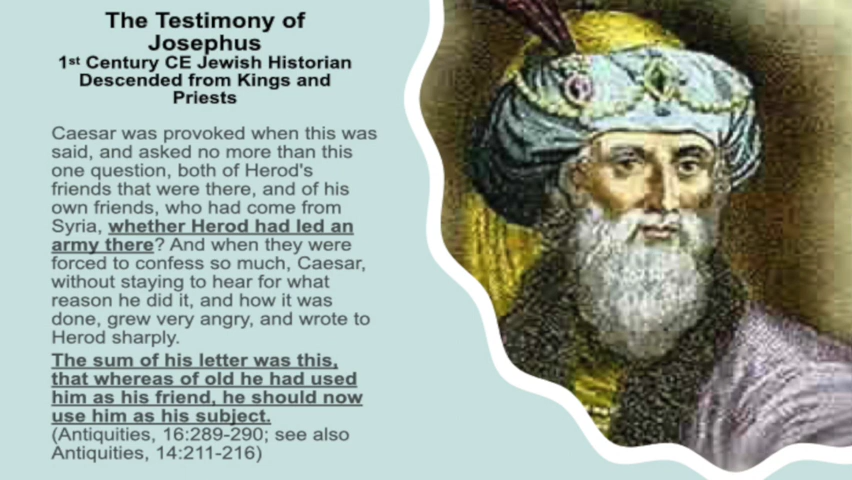 The Testimony of
Josephus
1st Century CE Jewish Historian
Descended from Kings and
Priests
Caesar was provoked when this was
said, and asked no more than this
one question, both of Herod's
friends that were there, and of his
own friends, who had come from
Syria, whether Herod had led an
army there? And when they were
forced to confess so much, Caesar,
without staying to hear for what
reason he did it, and how it was
done, grew very angry, and wrote to
Herod sharply.
The sum of his letter was this,
that whereas of old he had used
him as his friend, he should now
use him as his subject.
(Antiquities, 16:289-290; see also
Antiquities, 14:211-216)